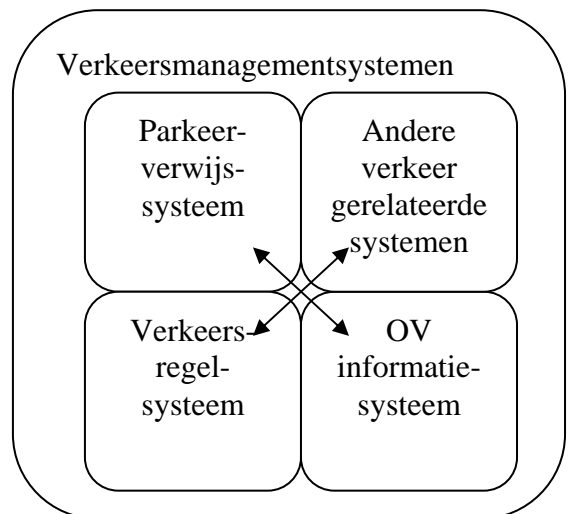 Verkeersmanagementsystemen
Parkeer-
verwijs-
systeem
Andere
verkeer
gerelateerde
systemen
Verkeers-
regel-
systeem
OV
informatie-
systeem